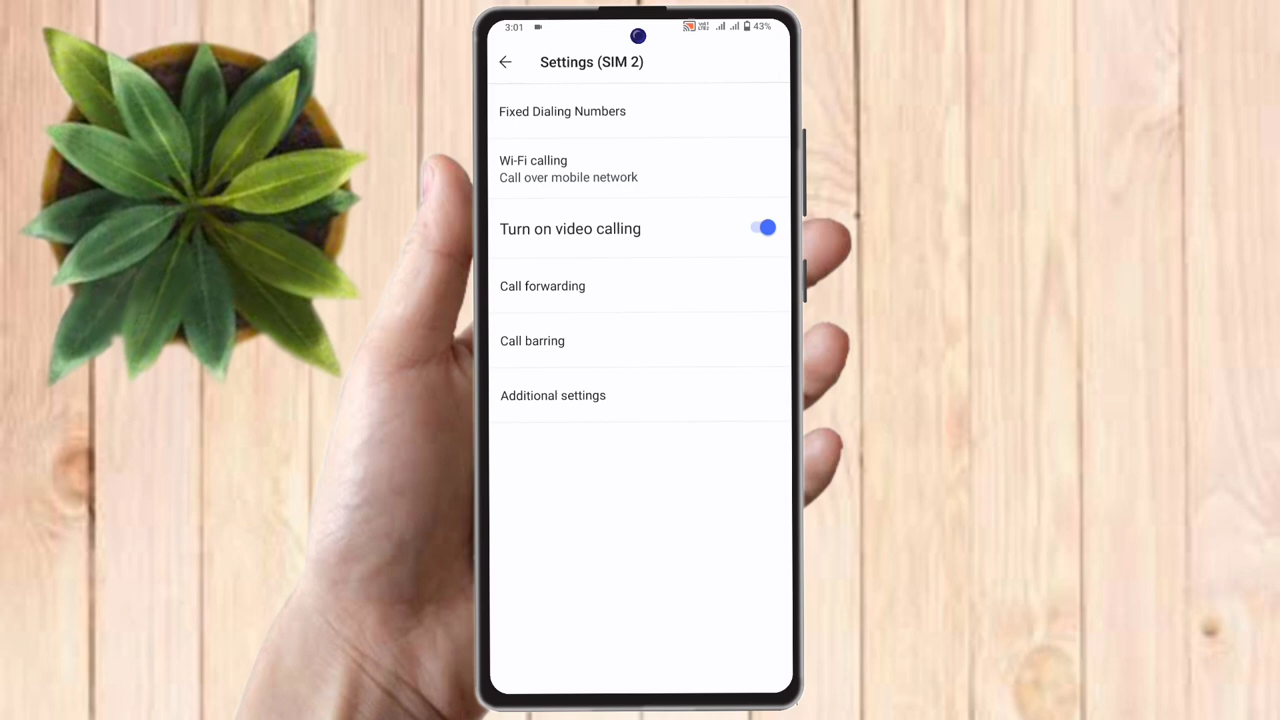 3:01
43%
Settings (SIM 2)
Fixed Dialing Numbers
Wi-Fi calling
Call over mobile network
Turn on video calling
Call forwarding
Call barring
Additional settings